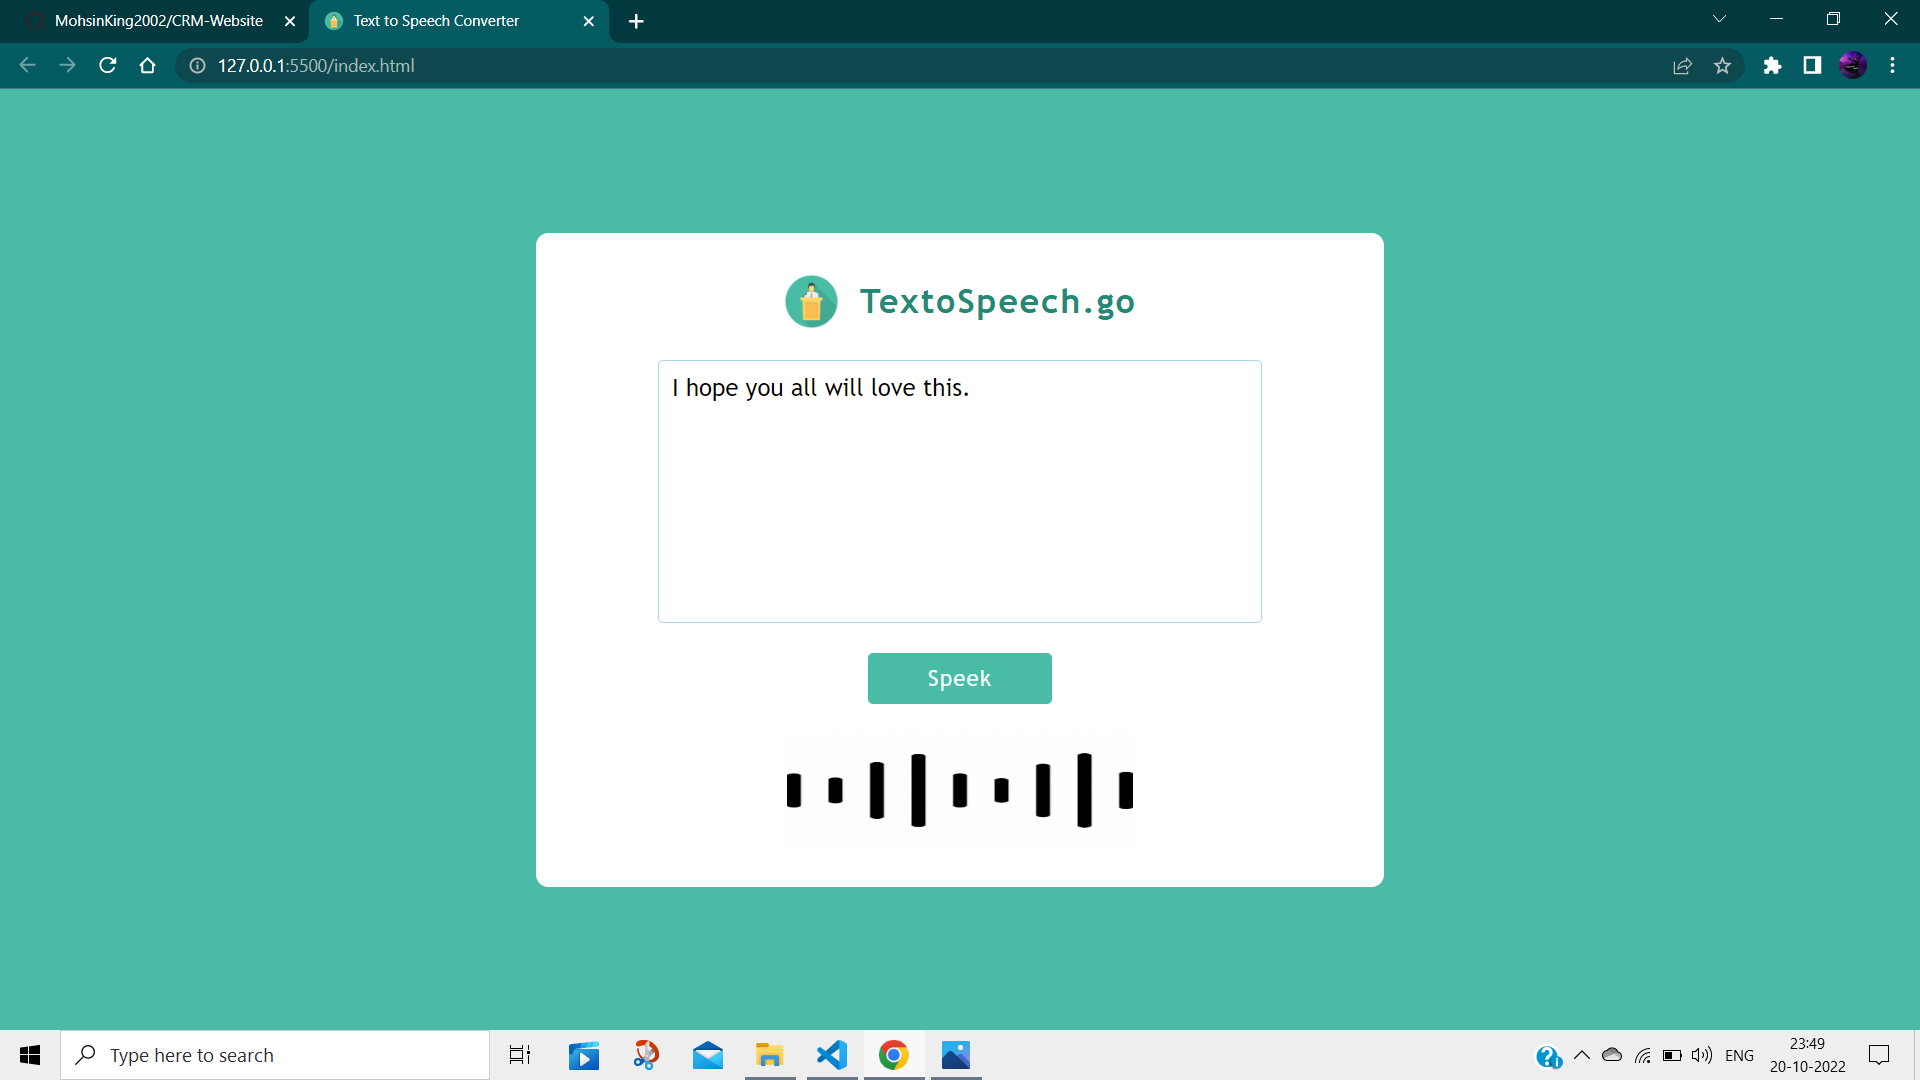 MohsinKing2002/CRM-Website
Text to Speech Converter
127.0.0.1:5500/index.html
TextoSpeech.go
I hope you all will love this.
Speek
Type here to search
ENG
23:49
20-10-2022